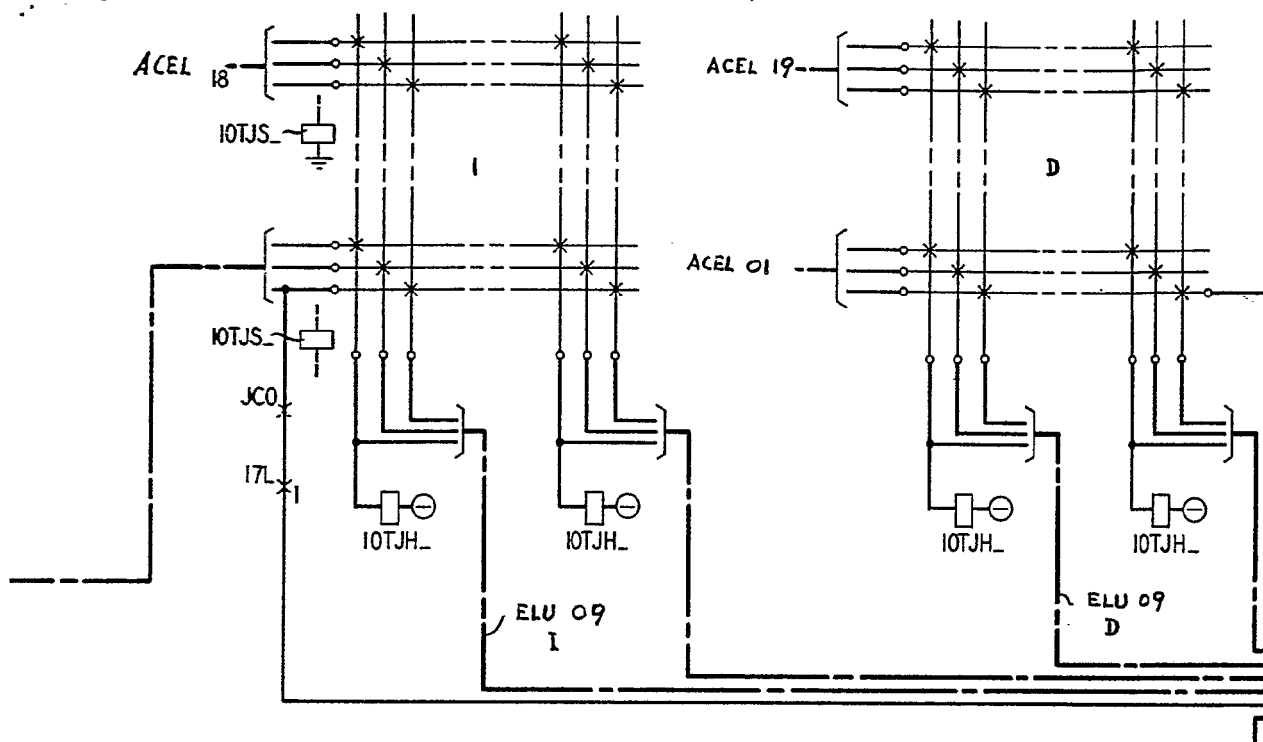 ACEL 18
ACEL 19
10TJS_
I
D
ACEL 01
10TJS_
JC0
17L
1
10TJH_
10TJH_
10TJH_
10TJH_
ELU 09
I
ELU 09
D